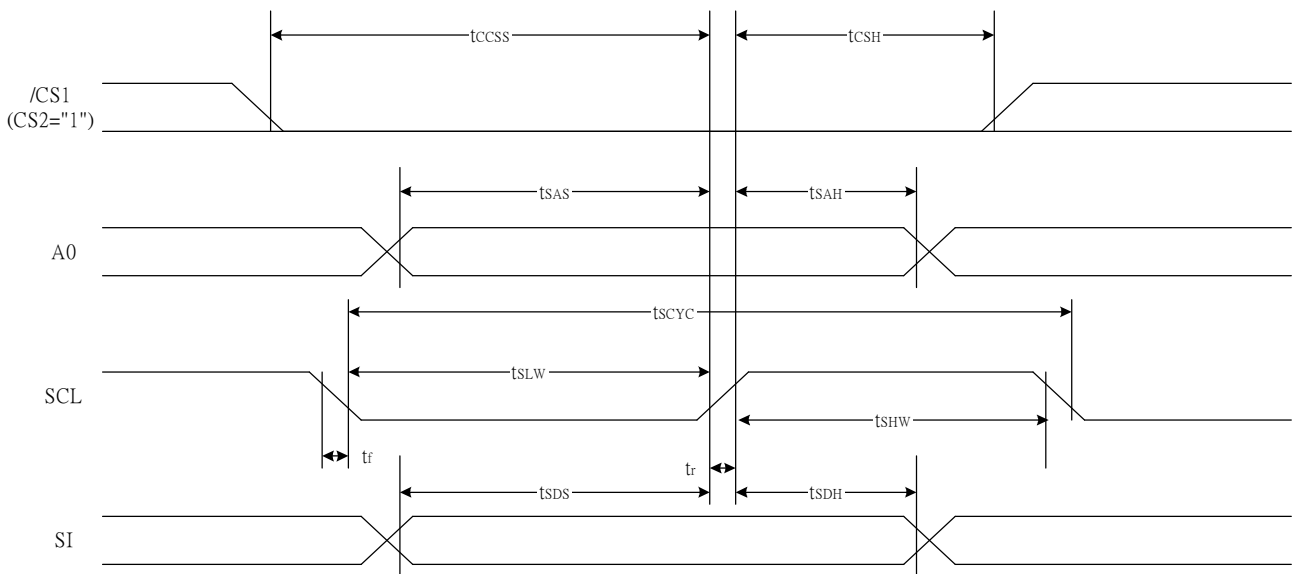 tCCSS
tCSH
/CS1
(CS2="1")
tSAS
tSAH
A0
tSCYC
tSLW
SCL
tSHW
tf
tr
tSDS
tSDH
SI